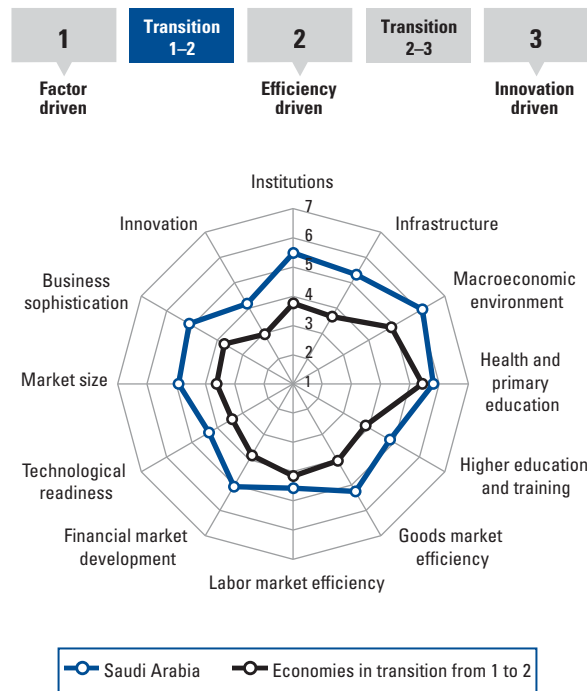 1
Transition
1–2
2
Transition
2–3
3
Factor
driven
Efficiency
driven
Innovation
driven
Institutions
7
Innovation
Infrastructure
6
5
Business
sophistication
Macroeconomic
environment
4
3
2
Market size
1
Health and
primary
education
Technological
readiness
Higher education
and training
Financial market
development
Goods market
efficiency
Labor market efficiency
Saudi Arabia
Economies in transition from 1 to 2